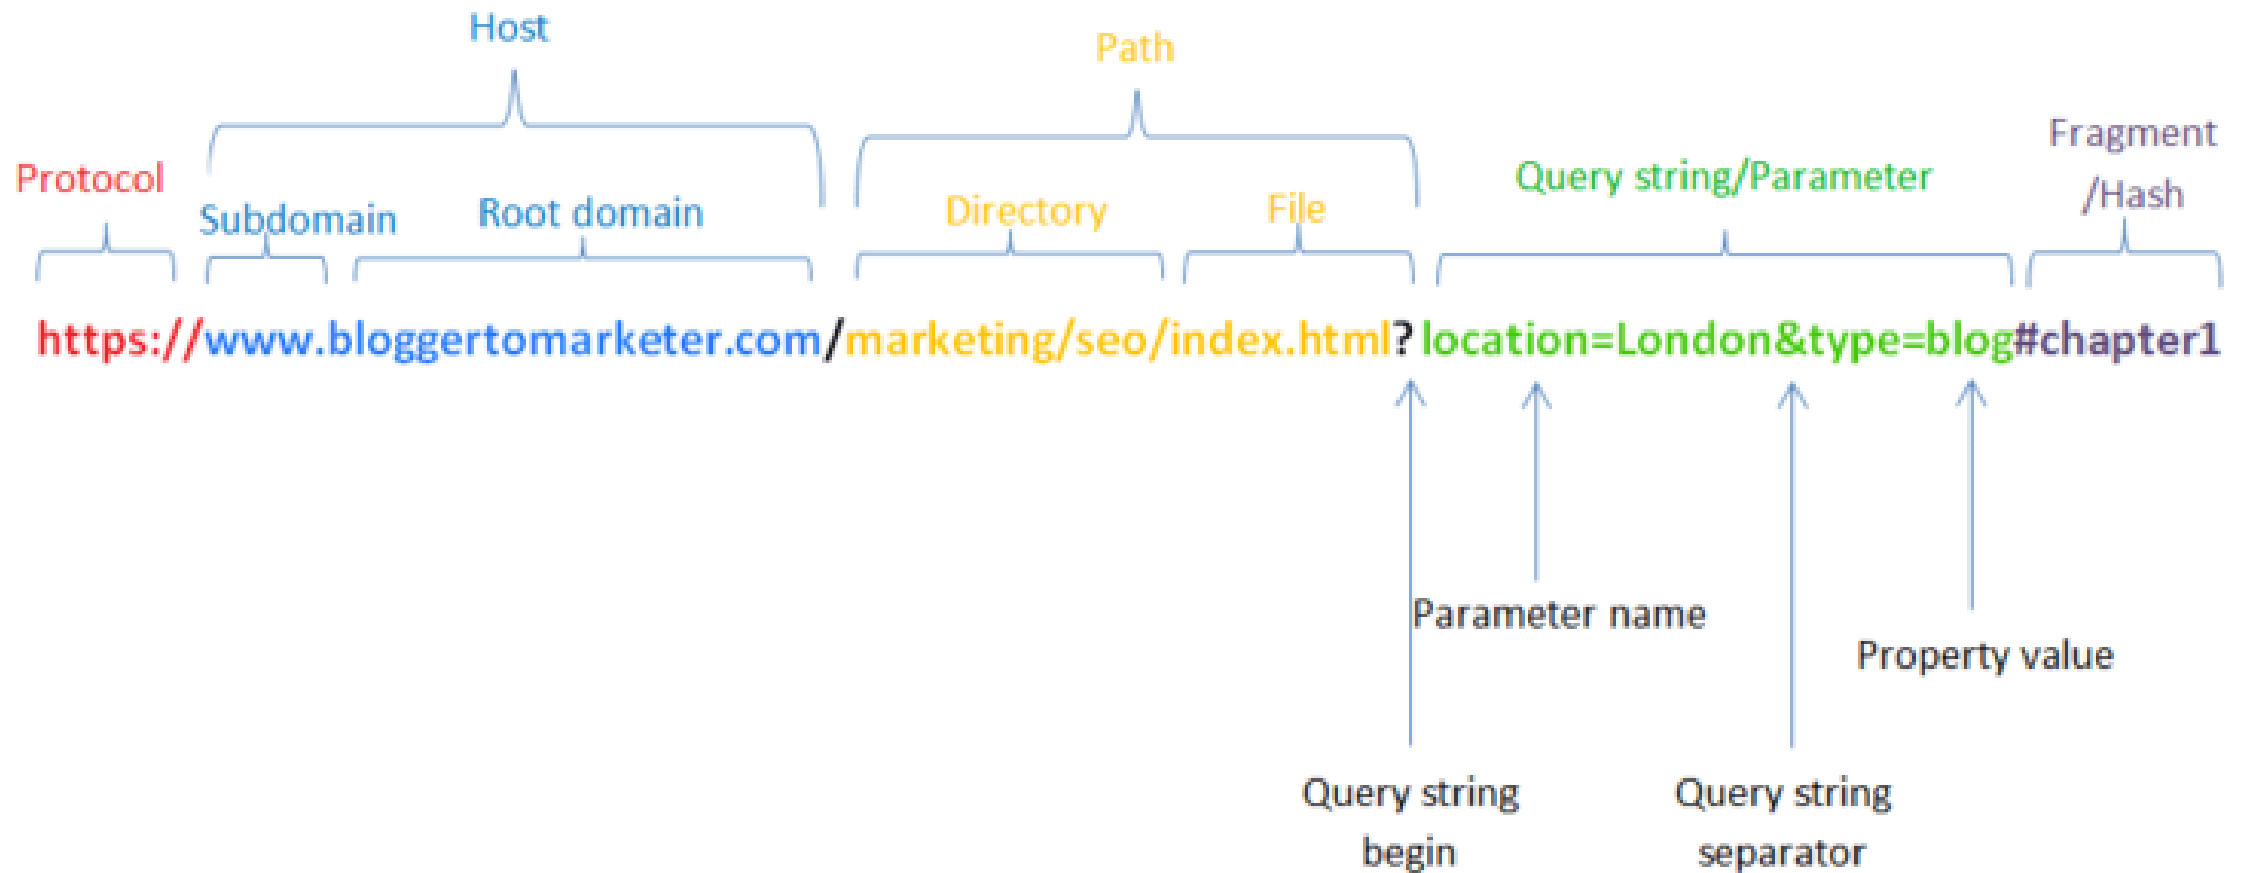 Host
Path
Protocol
Subdomain
Root domain
Directory
File
Query string/Parameter
Fragment
/Hash
https://www.bloggertomarketer.com/marketing/seo/index.html?location=London&type=blog#chapter1
Parameter name
Property value
Query string
begin
Query string
separator